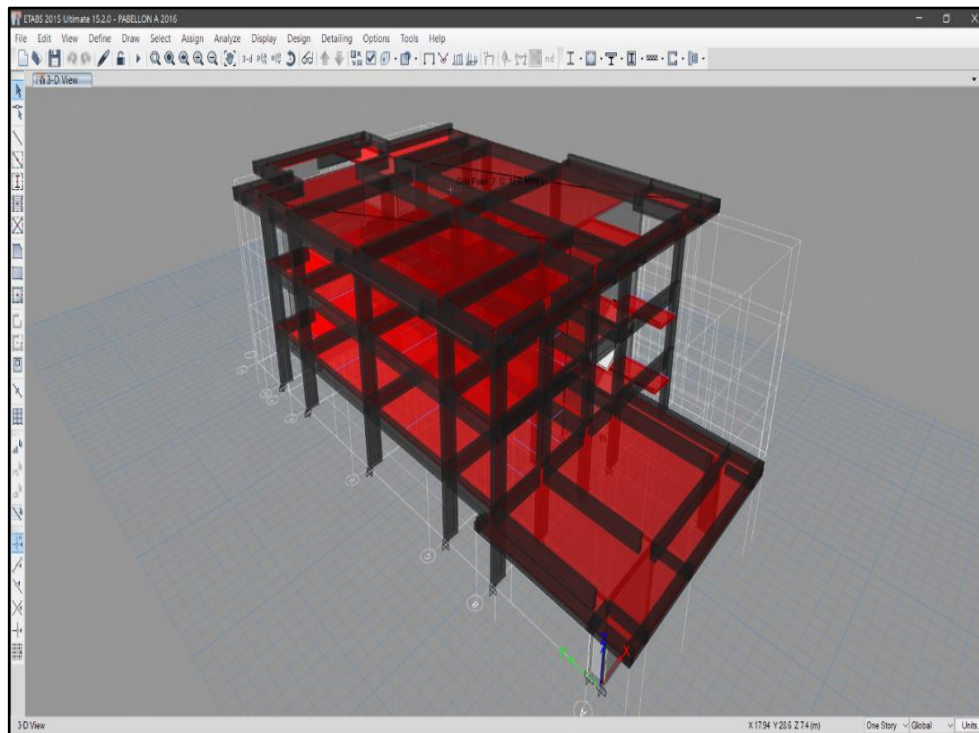 ETABS 2015 Ultimate 15.2.0 - PABELLON A 2016
File Edit View Define Draw Select Assign Analyze Display Design Detailing Options Tools Help
3-D View
X
3-D View
X 17.94 Y 28.6 Z 7.4 (m)
One Story
Global
Units